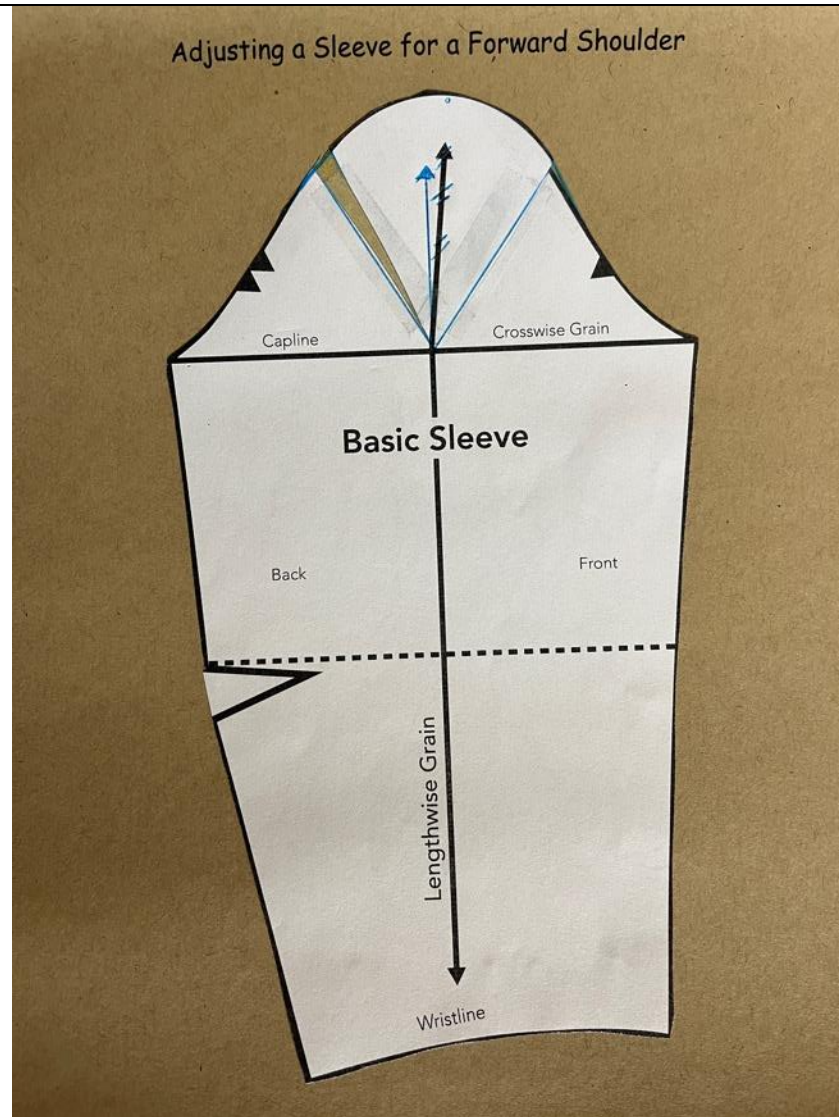 Adjusting a Sleeve for a Forward Shoulder
Capline
Crosswise Grain
Basic Sleeve
Back
Front
Lengthwise Grain
Wristline